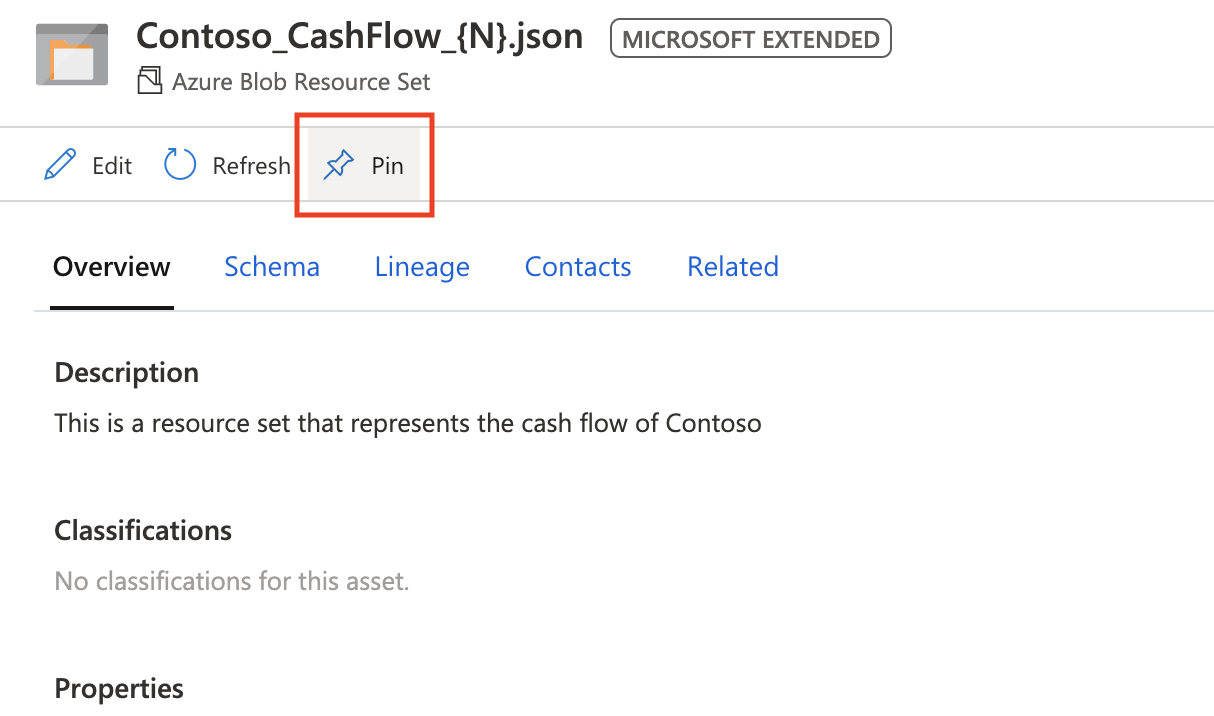 Contoso_CashFlow_{N}.json MICROSOFT EXTENDED
Azure Blob Resource Set
Edit Refresh Pin
Overview Schema Lineage Contacts Related
Description
This is a resource set that represents the cash flow of Contoso
Classifications
No classifications for this asset.
Properties